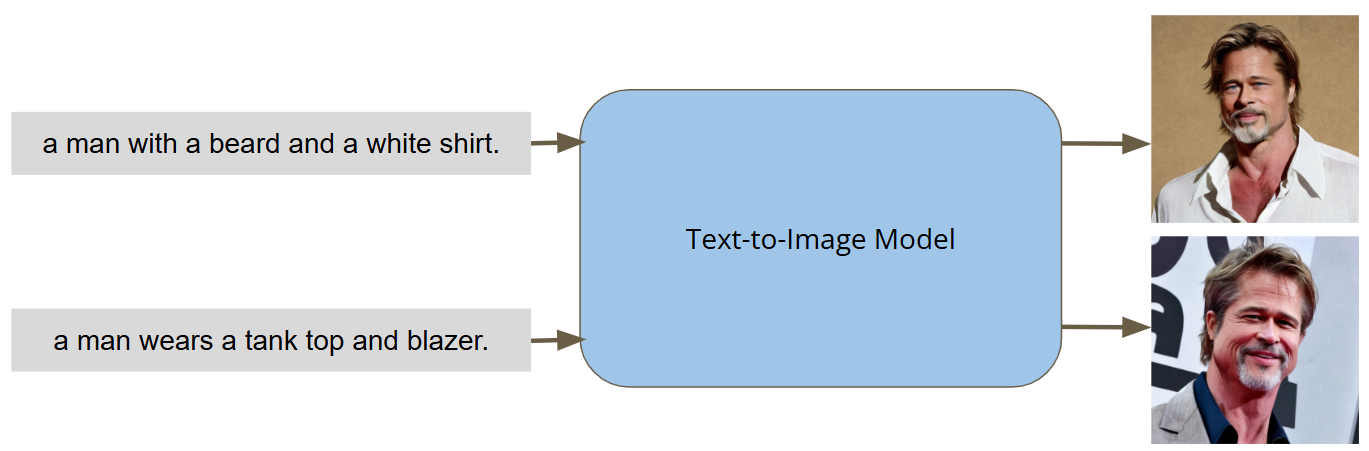 a man with a beard and a white shirt.
Text-to-Image Model
a man wears a tank top and blazer.